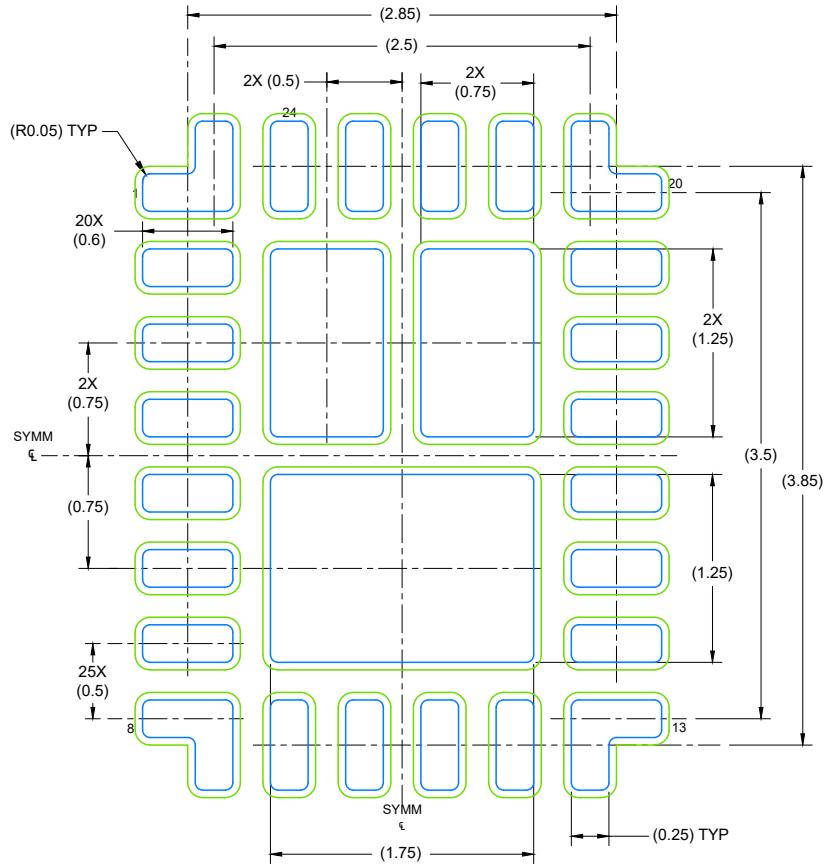 (2.85)
(2.5)
2X (0.5)
2X
(0.75)
(R0.05) TYP
24
1
20
20X
(0.6)
2X
(1.25)
2X
(0.75)
SYMM
℄
(3.5)
(3.85)
(0.75)
(1.25)
25X
(0.5)
8
13
SYMM
℄
(0.25) TYP
(1.75)